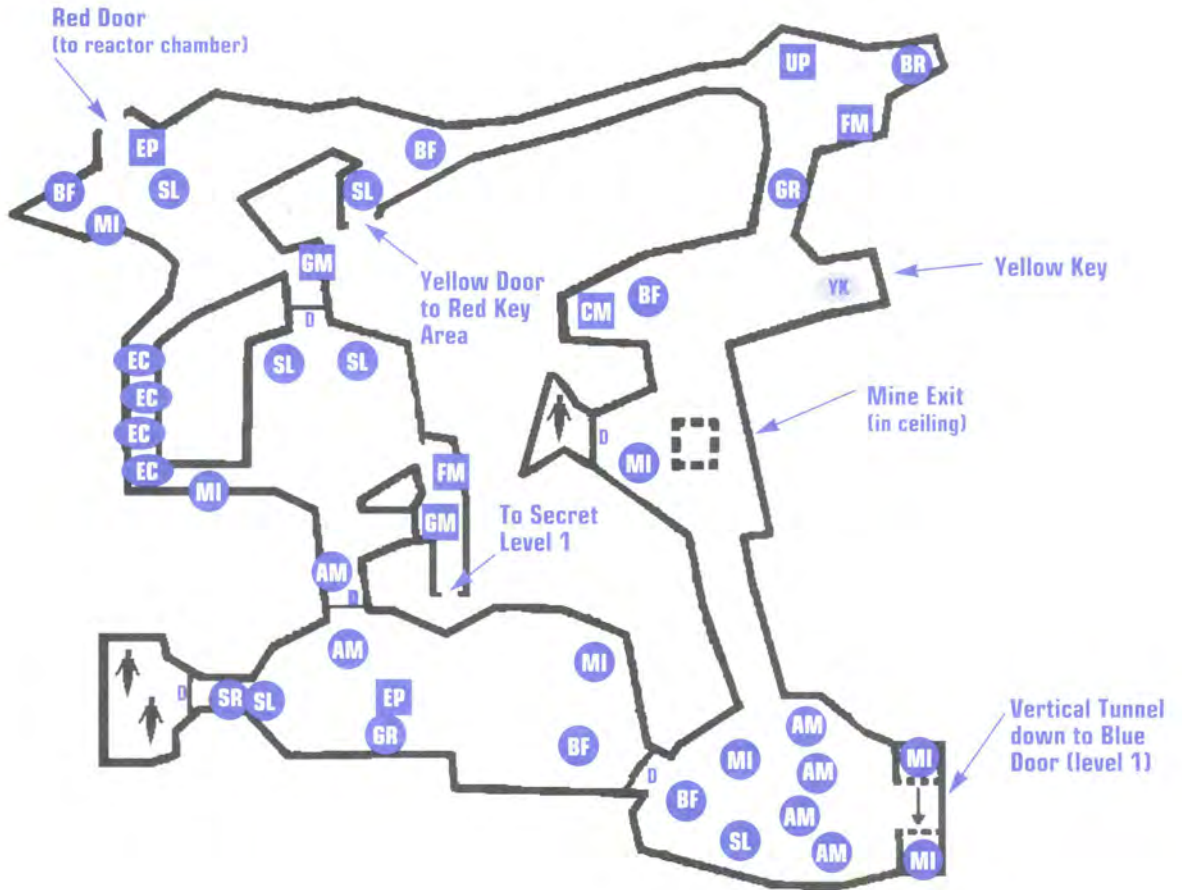 Red Door
(to reactor chamber)
UP
BR
FM
EP
BF
GR
BF
SL
SL
MI
GM
Yellow Door
to Red Key
Area
Yellow Key
YK
BF
CM
D
SL
SL
EC
EC
EC
EC
Mine Exit
(in ceiling)
D
MI
FM
MI
GM
To Secret
Level 1
AM
D
AM
MI
D
SR
SL
EP
GR
BF
D
AM
MI
AM
MI
BF
AM
SL
AM
MI
Vertical Tunnel
down to Blue
Door (level 1)